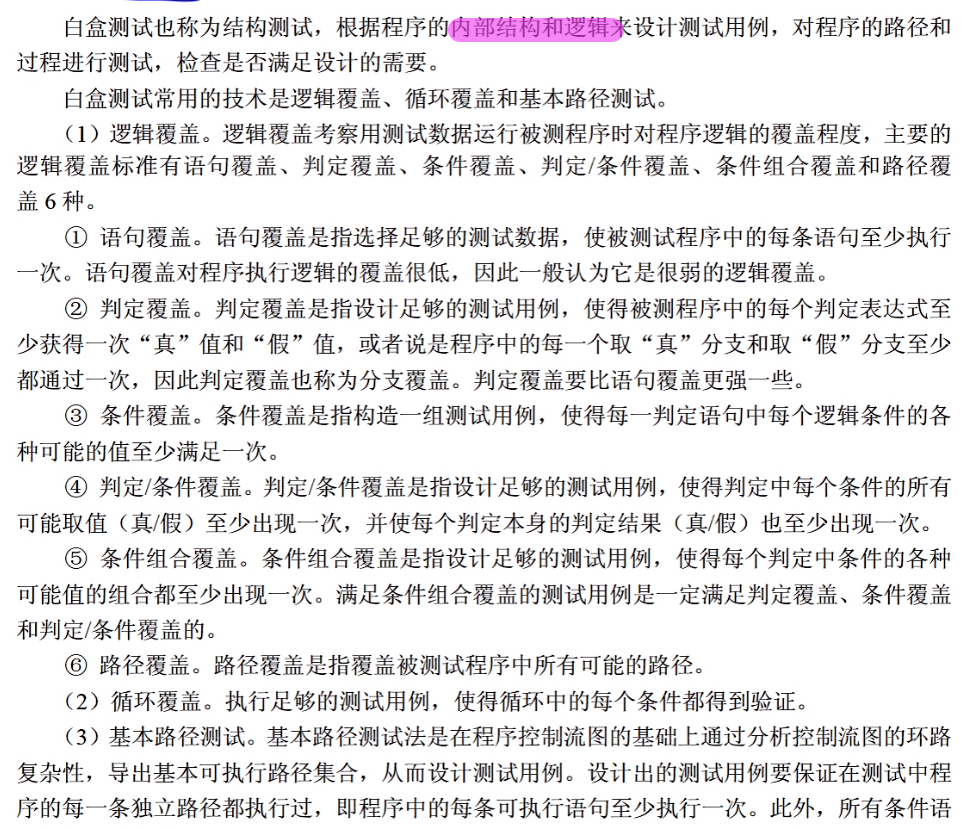 白盒测试也称为结构测试，根据程序的内部结构和逻辑来设计测试用例，对程序的路径和
过程进行测试，检查是否满足设计的需要。
白盒测试常用的技术是逻辑覆盖、循环覆盖和基本路径测试。
（1）逻辑覆盖。逻辑覆盖考察用测试数据运行被测程序时对程序逻辑的覆盖程度，主要的
逻辑覆盖标准有语句覆盖、判定覆盖、条件覆盖、判定/条件覆盖、条件组合覆盖和路径覆
盖 6 种。
① 语句覆盖。语句覆盖是指选择足够的测试数据，使被测试程序中的每条语句至少执行
一次。语句覆盖对程序执行逻辑的覆盖很低，因此一般认为它是很弱的逻辑覆盖。
② 判定覆盖。判定覆盖是指设计足够的测试用例，使得被测程序中的每个判定表达式至
少获得一次“真”值和“假”值，或者说是程序中的每一个取“真”分支和取“假”分支至少
都通过一次，因此判定覆盖也称为分支覆盖。判定覆盖要比语句覆盖更强一些。
③ 条件覆盖。条件覆盖是指构造一组测试用例，使得每一判定语句中每个逻辑条件的各
种可能的值至少满足一次。
④ 判定/条件覆盖。判定/条件覆盖是指设计足够的测试用例，使得判定中每个条件的所有
可能取值（真/假）至少出现一次，并使每个判定本身的判定结果（真/假）也至少出现一次。
⑤ 条件组合覆盖。条件组合覆盖是指设计足够的测试用例，使得每个判定中条件的各种
可能值的组合都至少出现一次。满足条件组合覆盖的测试用例是一定满足判定覆盖、条件覆盖
和判定/条件覆盖的。
⑥ 路径覆盖。路径覆盖是指覆盖被测试程序中所有可能的路径。
（2）循环覆盖。执行足够的测试用例，使得循环中的每个条件都得到验证。
（3）基本路径测试。基本路径测试法是在程序控制流图的基础上通过分析控制流图的环路
复杂性，导出基本可执行路径集合，从而设计测试用例。设计出的测试用例要保证在测试中程
序的每一条独立路径都执行过，即程序中的每条可执行语句至少执行一次。此外，所有条件语